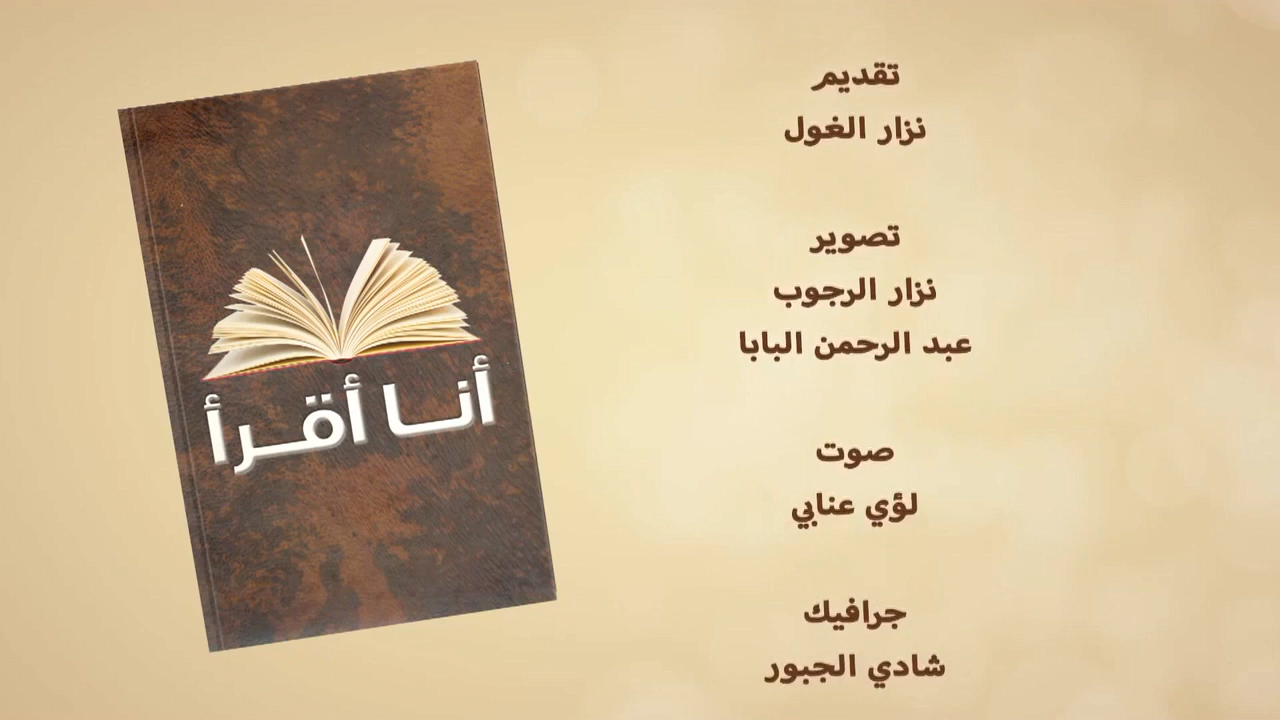 أنا أقرأ
تقديم
نزار الغول
تصوير
نزار الرجوب
عبد الرحمن البابا
صوت
لؤي عنابي
جرافيك
شادي الجبور